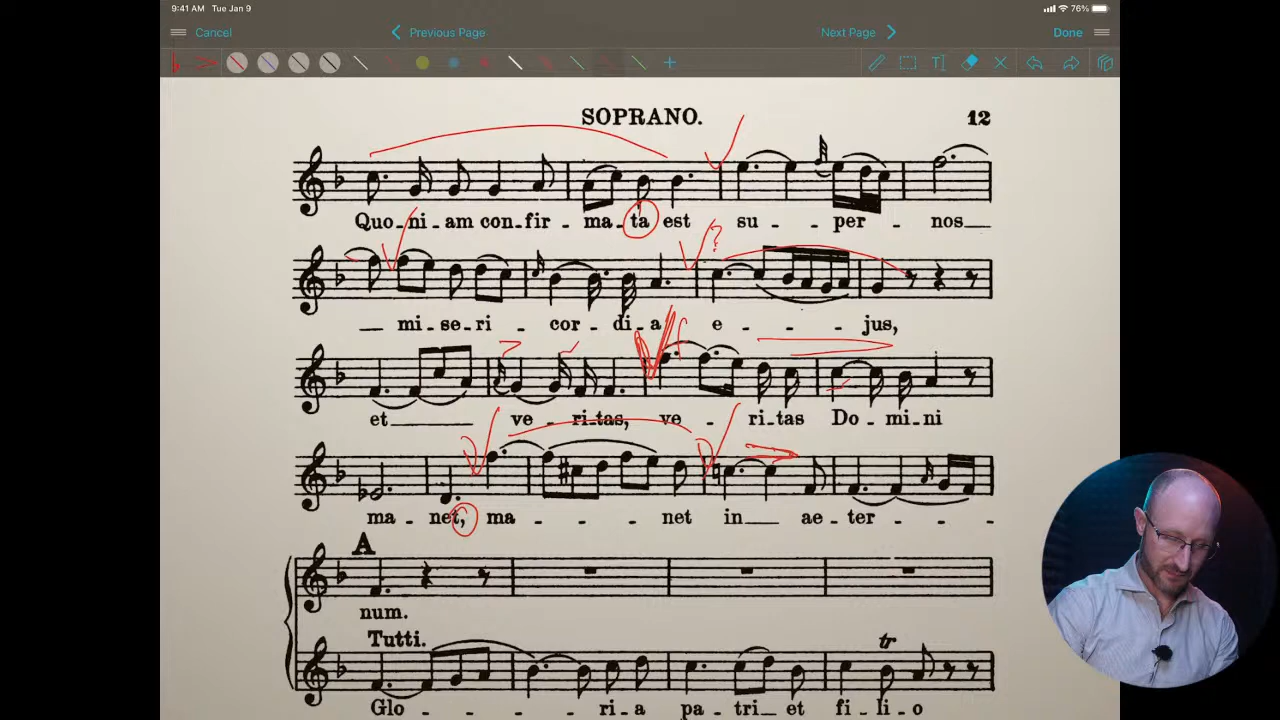 9:41 AM Tue Jan 9 76%
Cancel Previous Page Next Page Done
SOPRANO. 12
Quo-ni-am con-fir-ma-ta est su - - per - nos
mi-se-ri - cor - di-a e - - - jus,
et ve - ri-tas, ve - ri-tas Do - mi-ni
ma - net, ma - - - net in ae-ter - - -
A
num.
Tutti.
tr
Glo - - - - ri-a pa-tri et fi-li-o